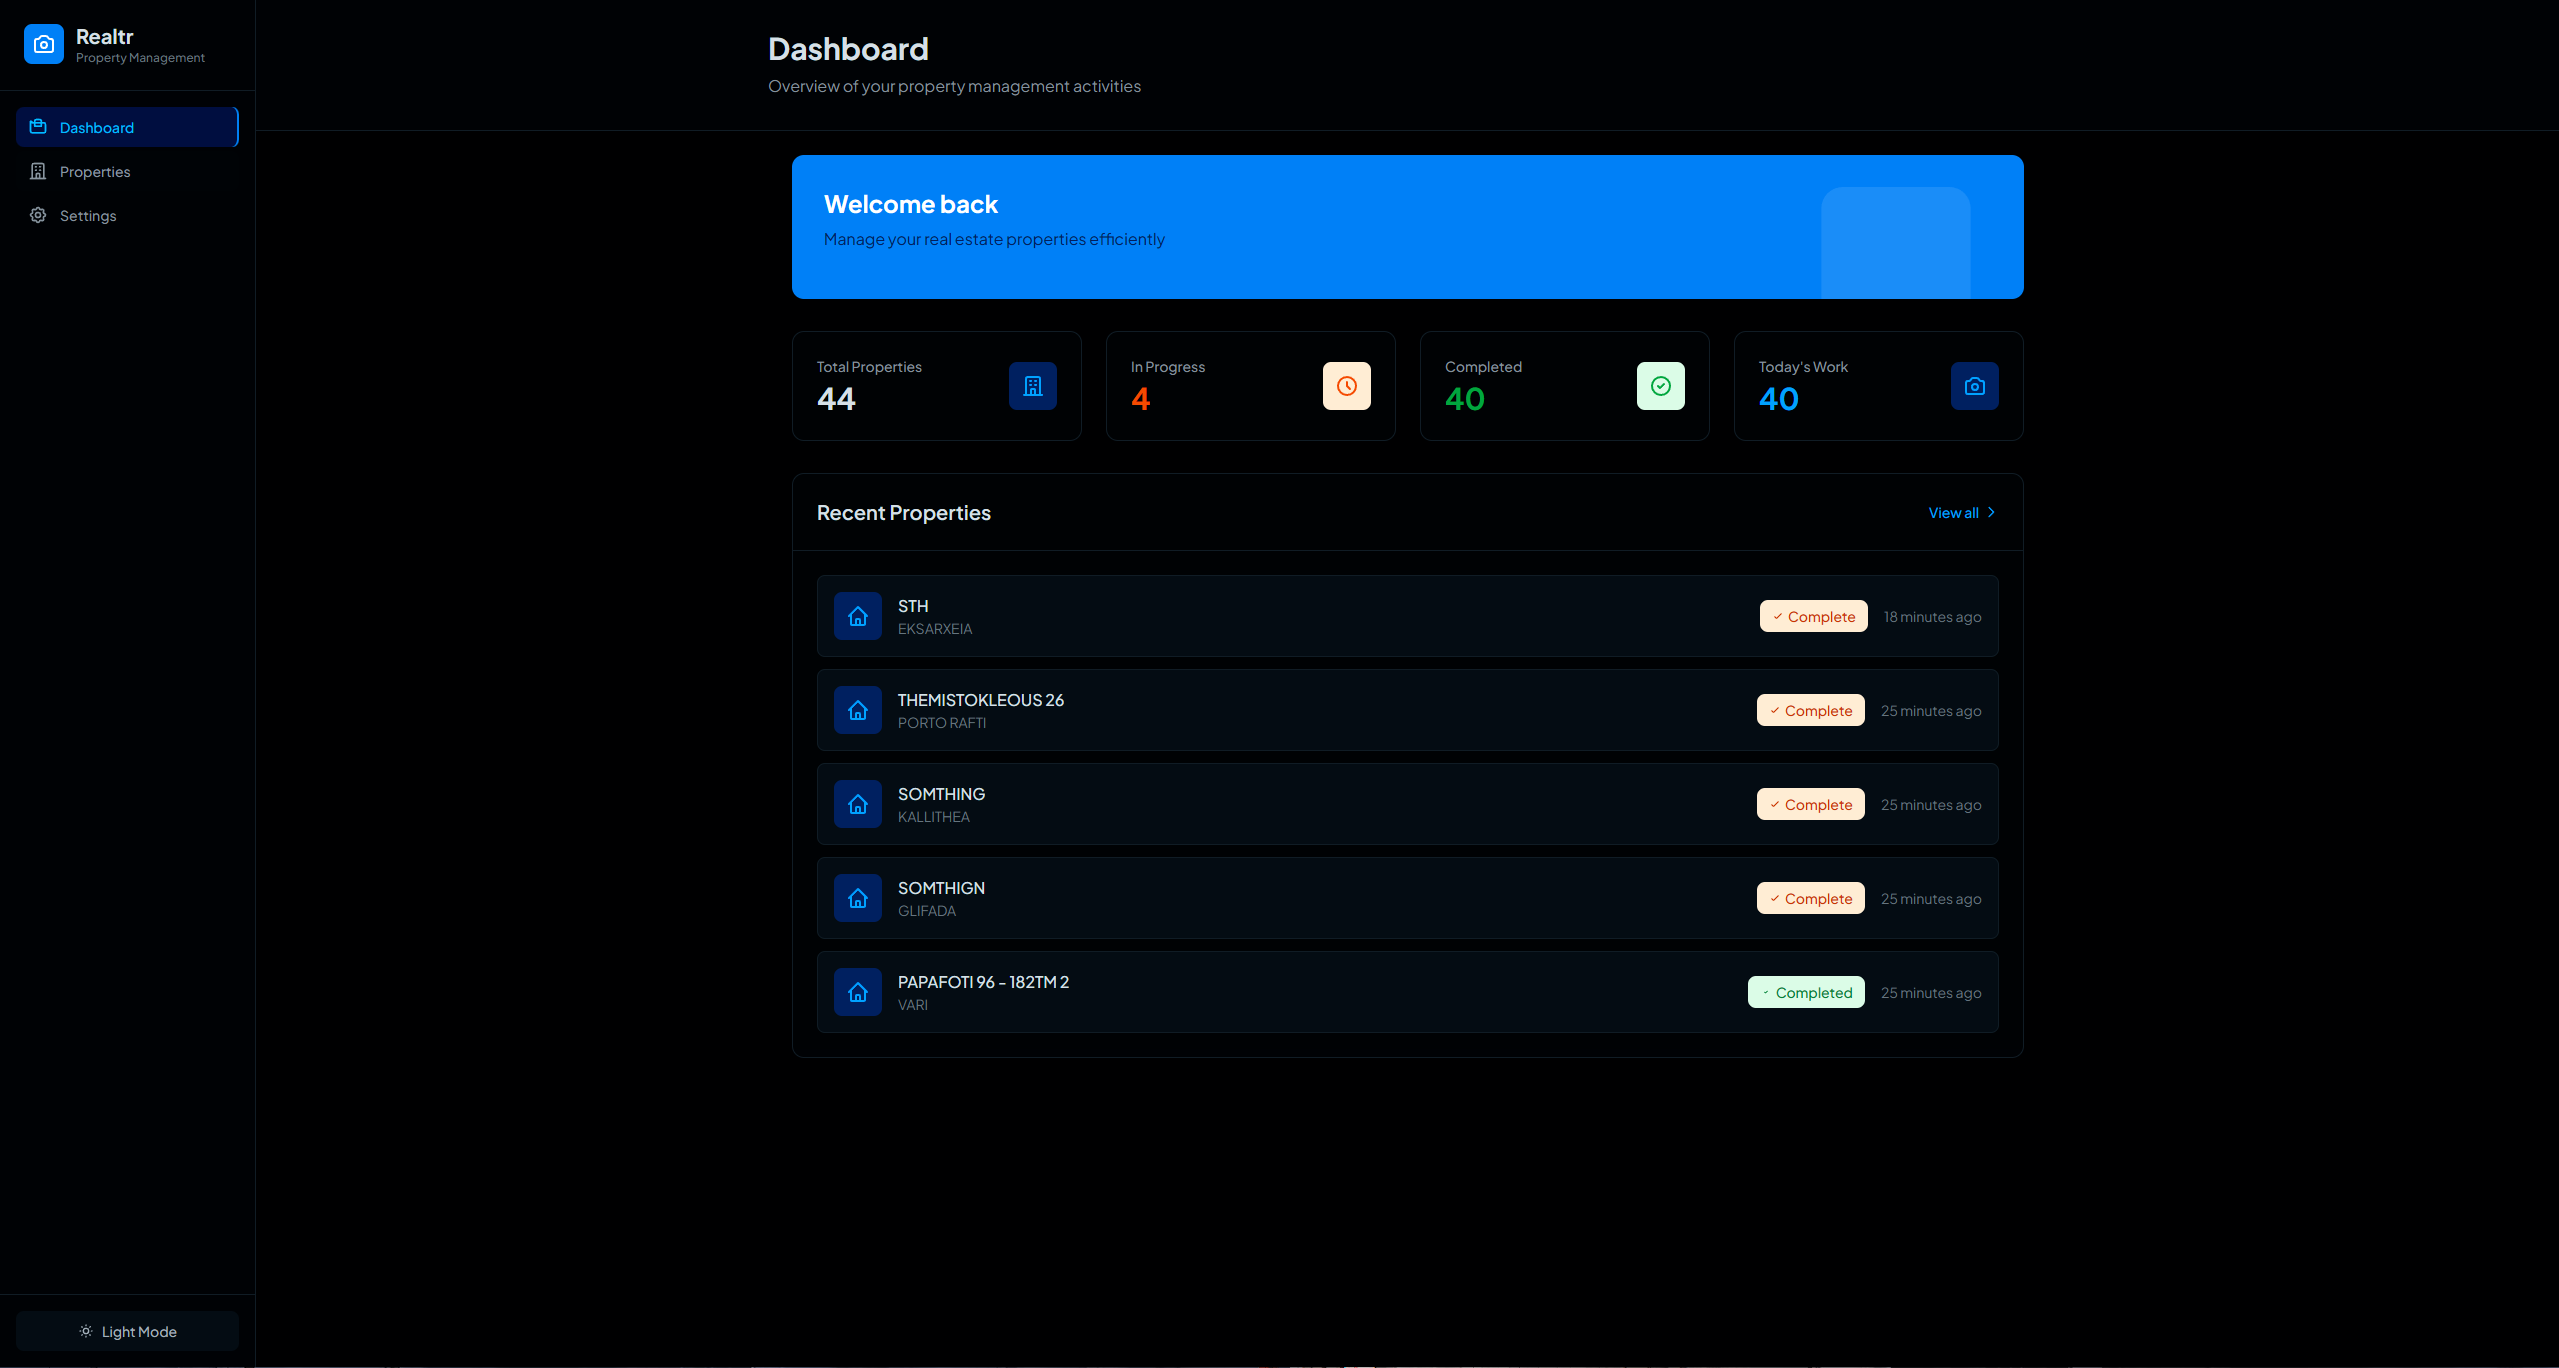 Realtr
Property Management
Dashboard
Properties
Settings
Light Mode
Dashboard
Overview of your property management activities
Welcome back
Manage your real estate properties efficiently
Total Properties
44
In Progress
4
Completed
40
Today's Work
40
Recent Properties
View all
STH
EKSARXEIA
Complete
18 minutes ago
THEMISTOKLEOUS 26
PORTO RAFTI
Complete
25 minutes ago
SOMTHING
KALLITHEA
Complete
25 minutes ago
SOMTHIGN
GLIFADA
Complete
25 minutes ago
PAPAFOTI 96 - 182TM 2
VARI
Completed
25 minutes ago